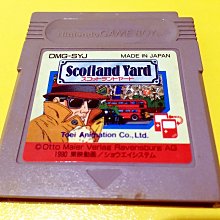 Nintendo GAME BOY™
DMG-SYJ
MADE IN JAPAN
Scotland Yard
スコットランドヤード
Toei Animation Co., Ltd.
© Otto Maier Verlag Ravensburg AG
1990 東映動画/ショウエイシステム